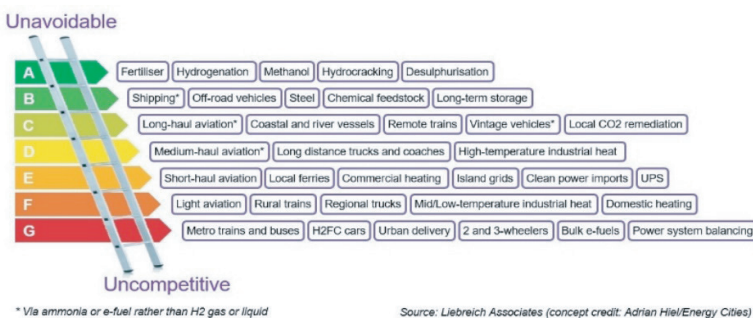 Unavoidable
A Fertiliser Hydrogenation Methanol Hydrocracking Desulphurisation
B Shipping* Off-road vehicles Steel Chemical feedstock Long-term storage
C Long-haul aviation* Coastal and river vessels Remote trains Vintage vehicles* Local CO2 remediation
D Medium-haul aviation* Long distance trucks and coaches High-temperature industrial heat
E Short-haul aviation Local ferries Commercial heating Island grids Clean power imports UPS
F Light aviation Rural trains Regional trucks Mid/Low-temperature industrial heat Domestic heating
G Metro trains and buses H2FC cars Urban delivery 2 and 3-wheelers Bulk e-fuels Power system balancing
Uncompetitive
* Via ammonia or e-fuel rather than H2 gas or liquid Source: Liebreich Associates (concept credit: Adrian Hiel/Energy Cities)